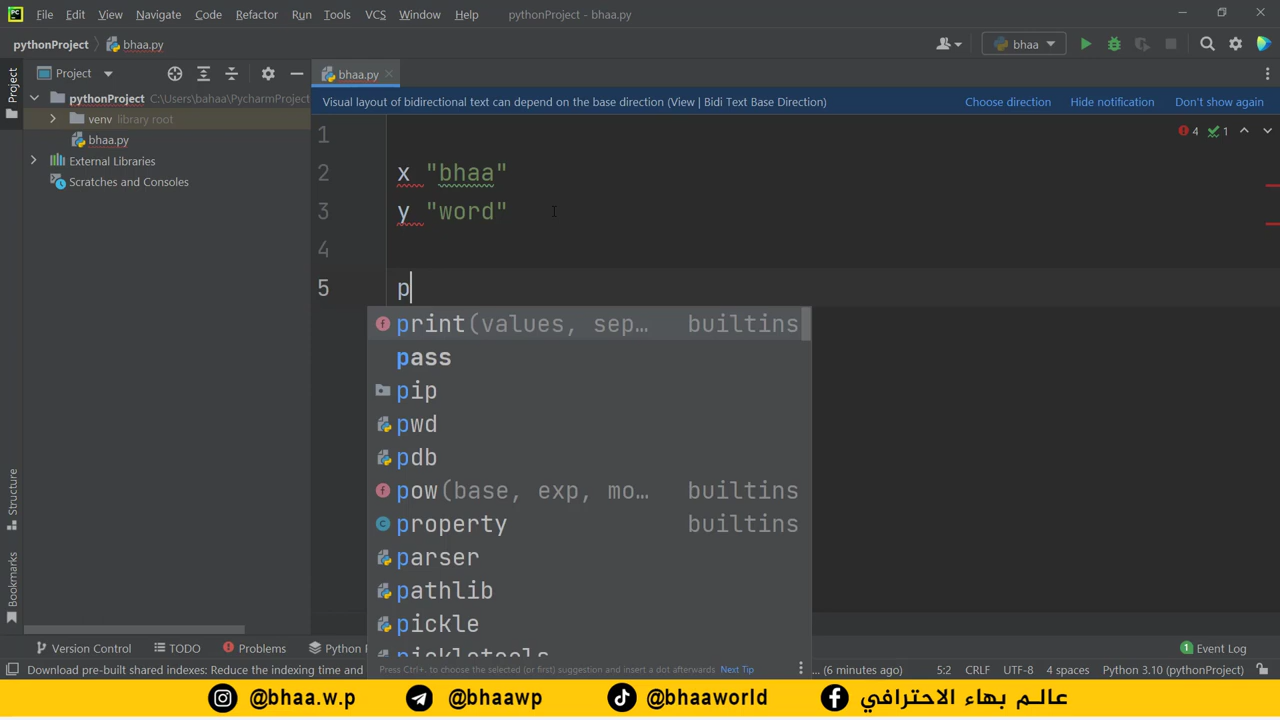 File Edit View Navigate Code Refactor Run Tools VCS Window Help pythonProject - bhaa.py
pythonProject bhaa.py bhaa
Project bhaa.py
Visual layout of bidirectional text can depend on the base direction (View | Bidi Text Base Direction) Choose direction Hide notification Don't show again
pythonProject C:\Users\bahaa\PycharmProject
venv library root
bhaa.py
External Libraries
Scratches and Consoles
Project
Structure
Bookmarks
4 1
1
2 x "bhaa"
3 y "word"
4
5 p
print(values, sep… builtins
pass
pip
pwd
pdb
pow(base, exp, mo… builtins
property builtins
parser
pathlib
pickle
pickletools
Press Ctrl+. to choose the selected (or first) suggestion and insert a dot afterwards Next Tip
Version Control TODO Problems Python Event Log
Download pre-built shared indexes: Reduce the indexing time and ... (6 minutes ago) 5:2 CRLF UTF-8 4 spaces Python 3.10 (pythonProject)
@bhaa.w.p @bhaawp @bhaaworld عالم بهاء الاحترافي